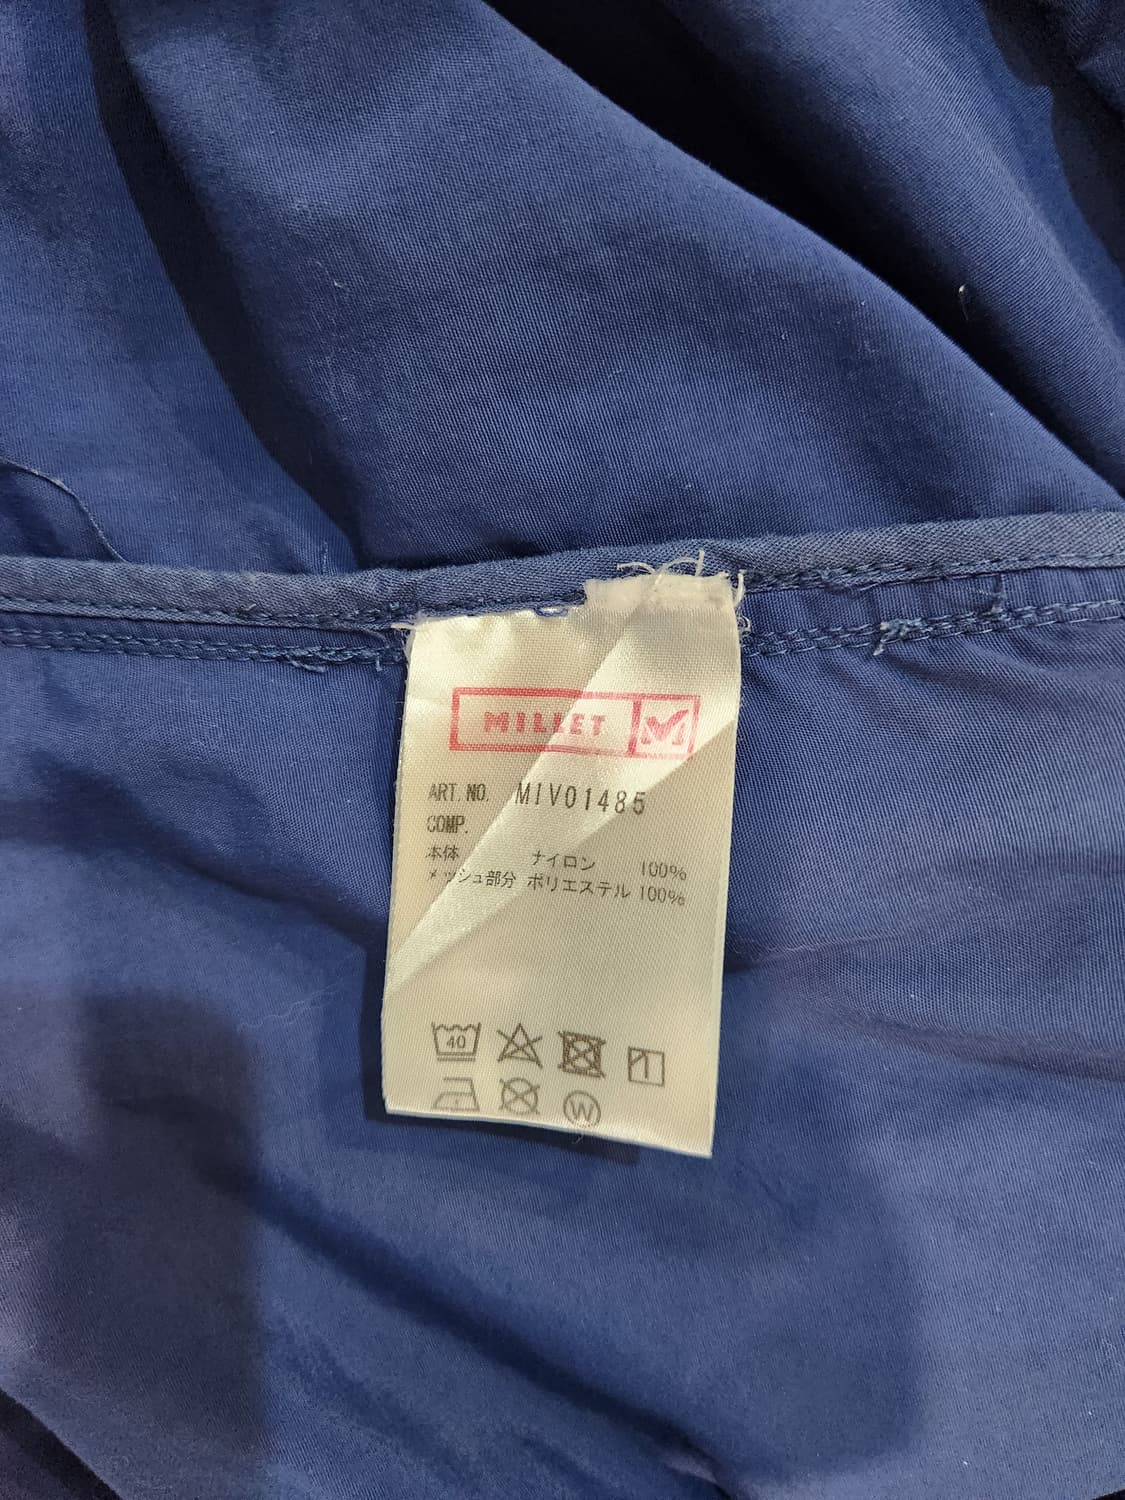 MILLET M
ART.NO. MIV01485
COMP.
本体 ナイロン 100%
メッシュ部分 ポリエステル 100%
40
W